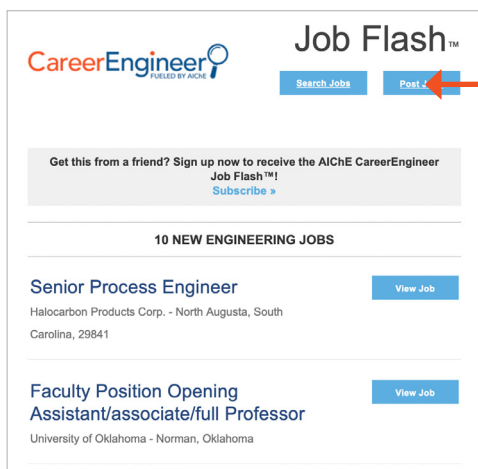 Job Flash™
CareerEngineer
FUELED BY AIChE
Search Jobs
Post
Get this from a friend? Sign up now to receive the AIChE CareerEngineer
Job Flash™!
Subscribe »
10 NEW ENGINEERING JOBS
Senior Process Engineer
View Job
Halocarbon Products Corp. - North Augusta, South
Carolina, 29841
Faculty Position Opening
Assistant/associate/full Professor
View Job
University of Oklahoma - Norman, Oklahoma